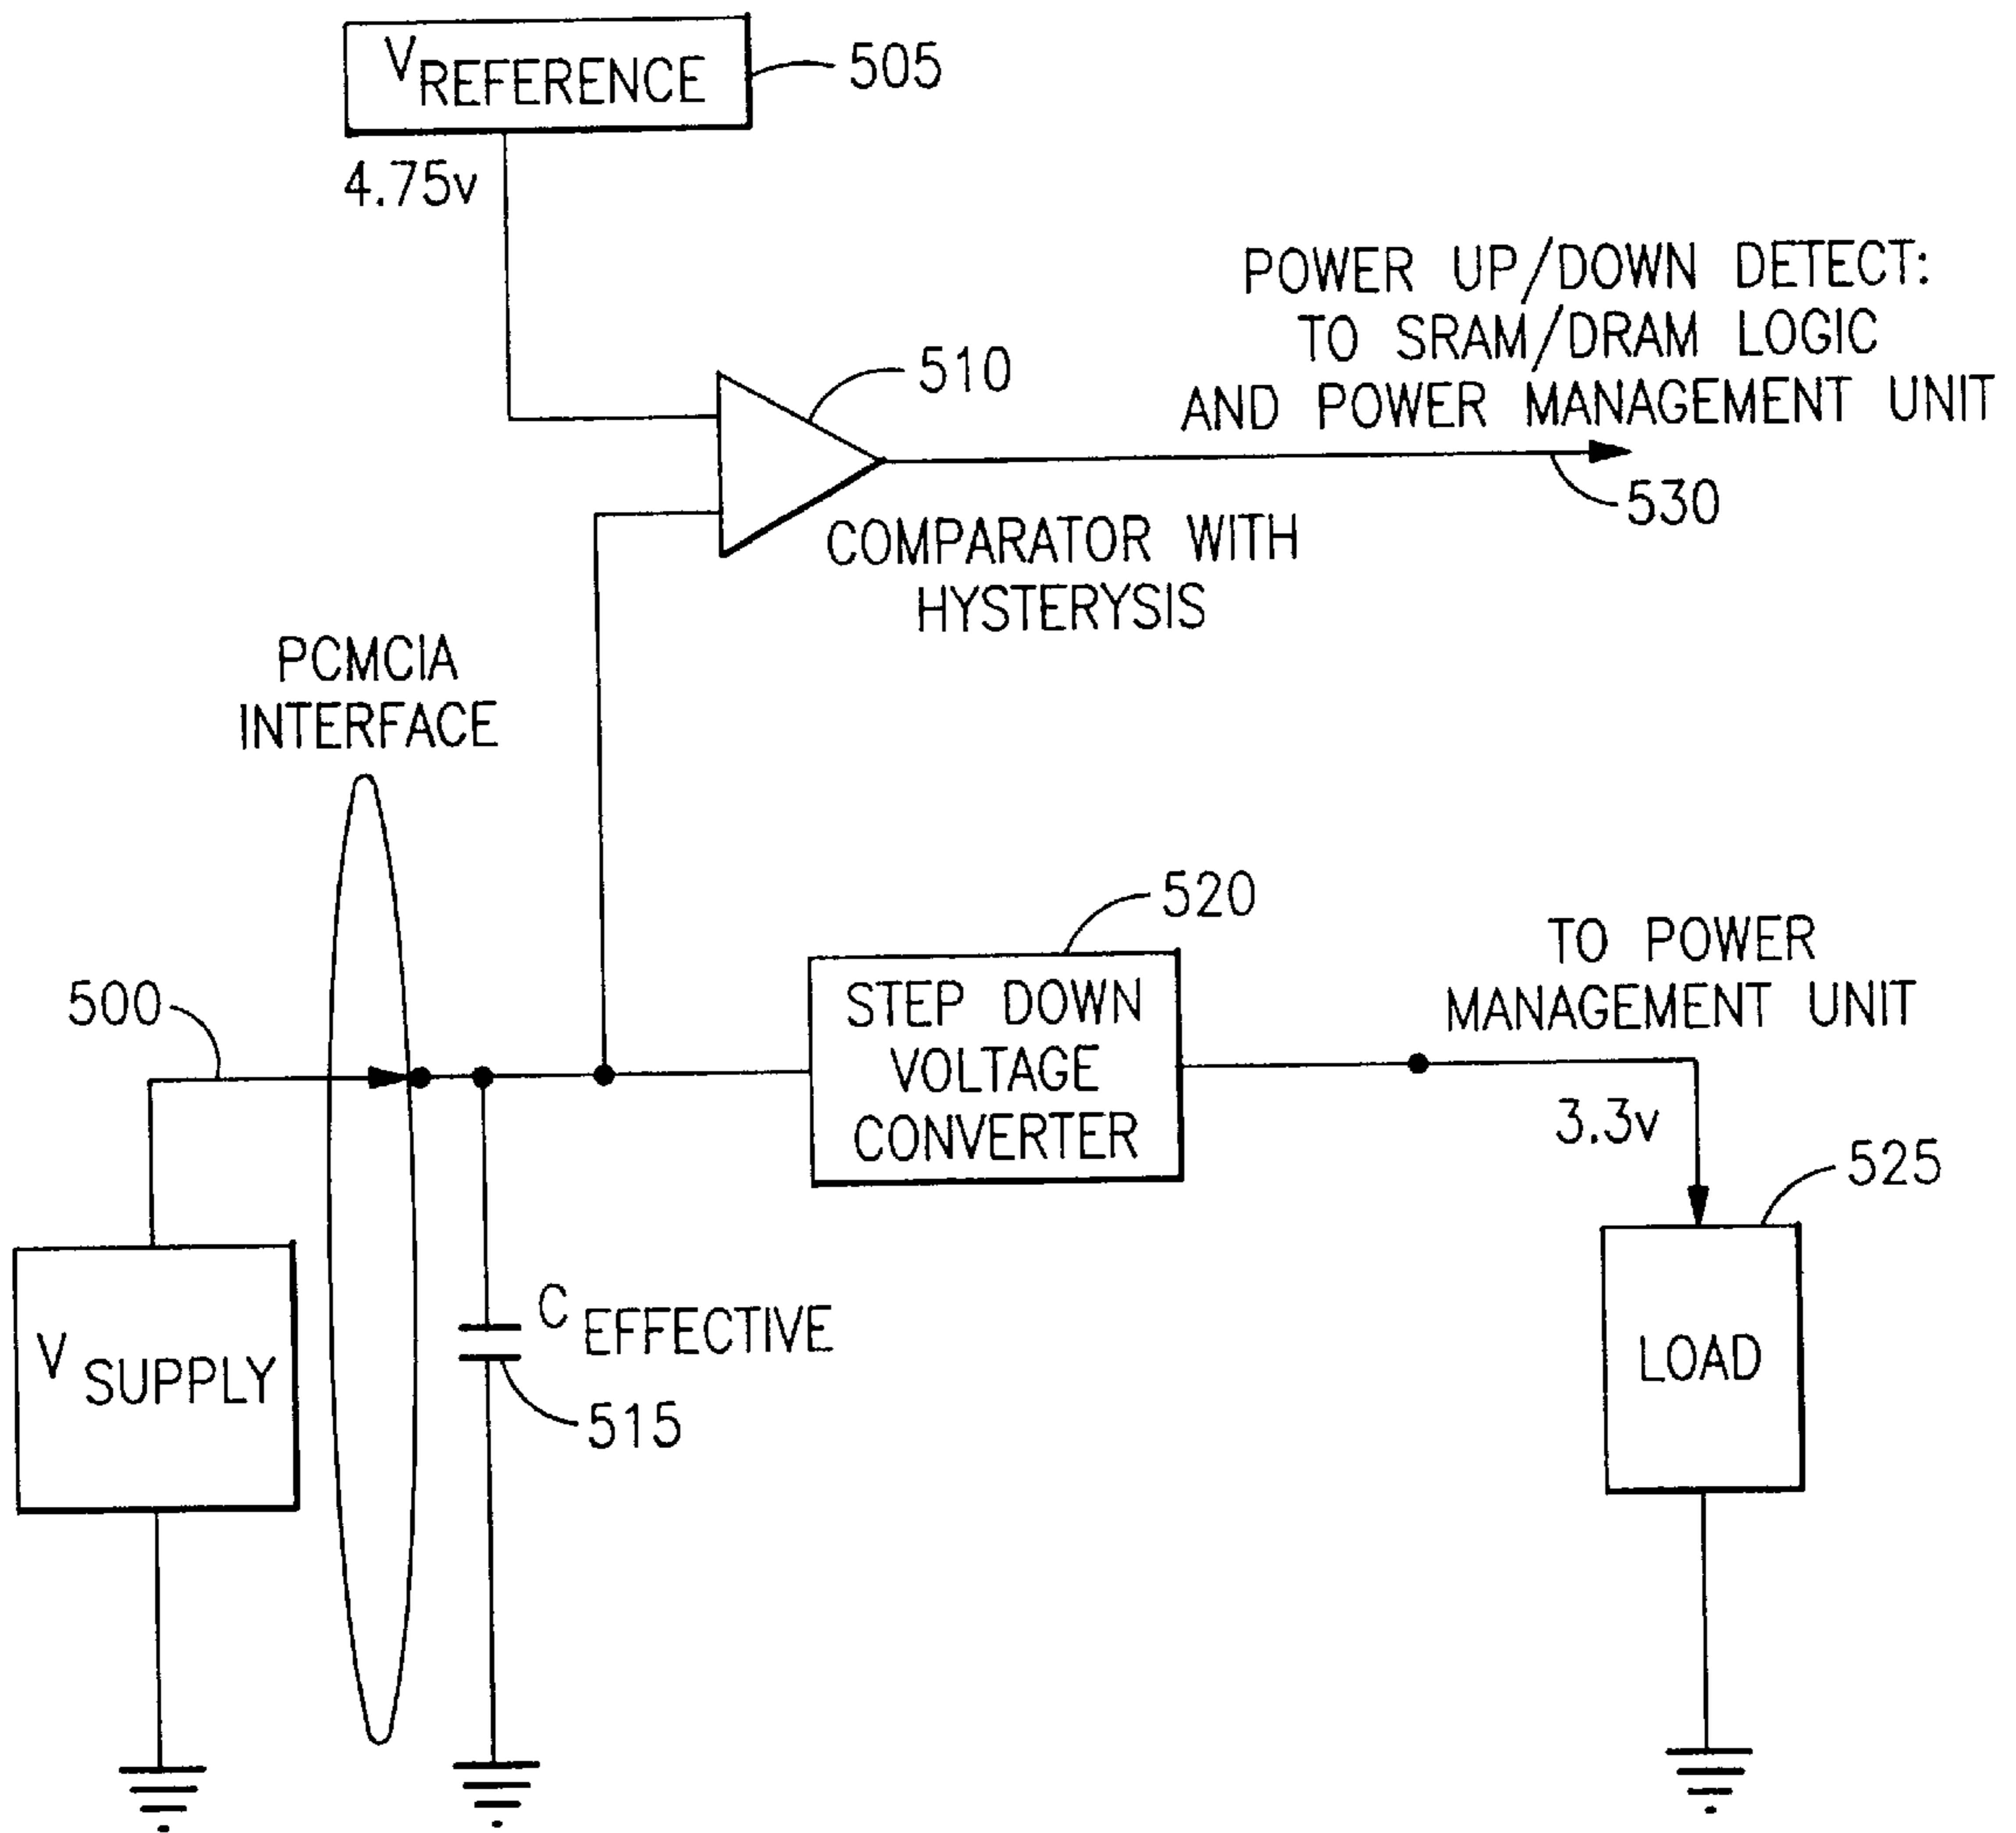 VREFERENCE
505
4.75v
POWER UP/DOWN DETECT:
TO SRAM/DRAM LOGIC
AND POWER MANAGEMENT UNIT
510
530
COMPARATOR WITH
HYSTERYSIS
PCMCIA
INTERFACE
520
TO POWER
MANAGEMENT UNIT
500
STEP DOWN
VOLTAGE
CONVERTER
3.3v
525
C EFFECTIVE
V SUPPLY
LOAD
515